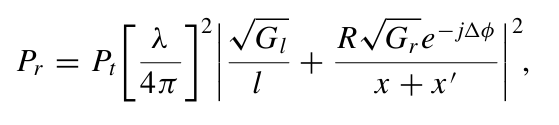 P_r = P_t [λ/4π]^2 |√G_l/l + R√G_r e^{-jΔϕ}/(x + x′)|^2,